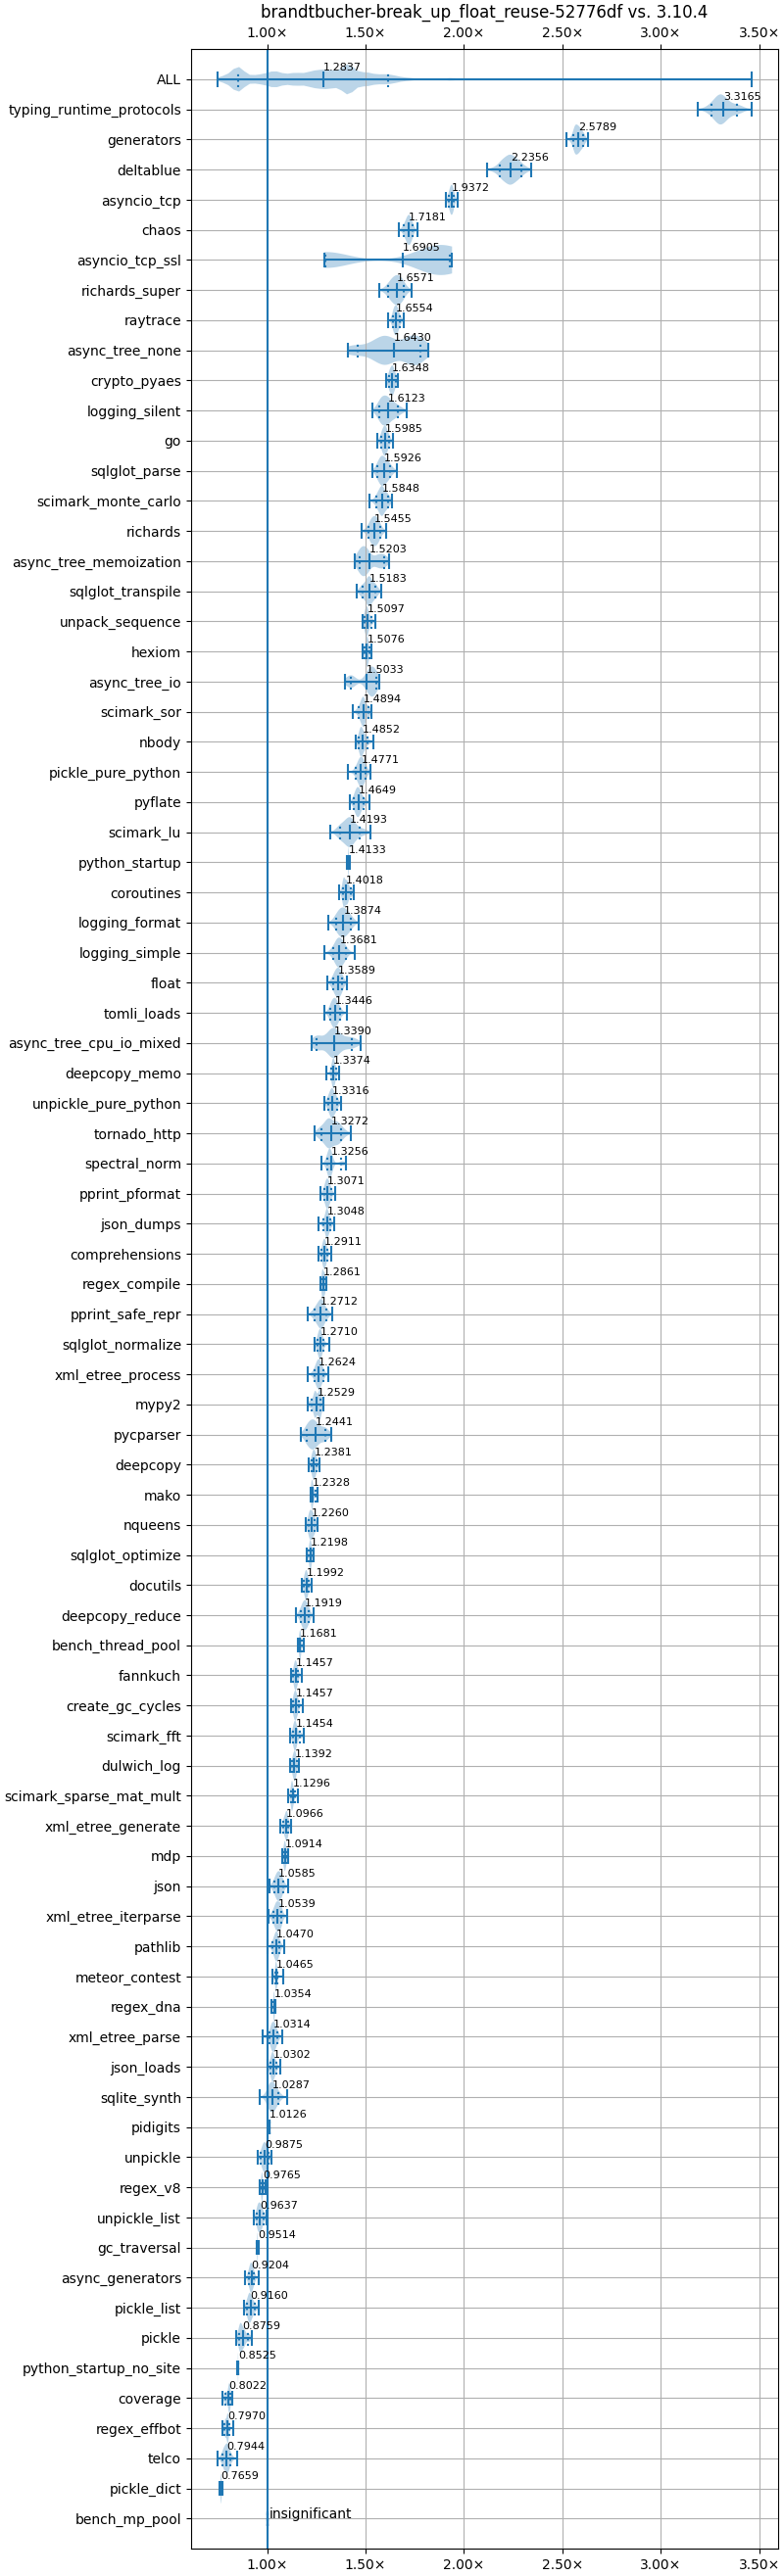 brandtbucher-break_up_float_reuse-52776df vs. 3.10.4
1.00× 1.50× 2.00× 2.50× 3.00× 3.50×
ALL 1.2837
typing_runtime_protocols 3.3165
generators 2.5789
deltablue 2.2356
asyncio_tcp 1.9372
chaos 1.7181
asyncio_tcp_ssl 1.6905
richards_super 1.6571
raytrace 1.6554
async_tree_none 1.6430
crypto_pyaes 1.6348
logging_silent 1.6123
go 1.5985
sqlglot_parse 1.5926
scimark_monte_carlo 1.5848
richards 1.5455
async_tree_memoization 1.5203
sqlglot_transpile 1.5183
unpack_sequence 1.5097
hexiom 1.5076
async_tree_io 1.5033
scimark_sor 1.4894
nbody 1.4852
pickle_pure_python 1.4771
pyflate 1.4649
scimark_lu 1.4193
python_startup 1.4133
coroutines 1.4018
logging_format 1.3874
logging_simple 1.3681
float 1.3589
tomli_loads 1.3446
async_tree_cpu_io_mixed 1.3390
deepcopy_memo 1.3374
unpickle_pure_python 1.3316
tornado_http 1.3272
spectral_norm 1.3256
pprint_pformat 1.3071
json_dumps 1.3048
comprehensions 1.2911
regex_compile 1.2861
pprint_safe_repr 1.2712
sqlglot_normalize 1.2710
xml_etree_process 1.2624
mypy2 1.2529
pycparser 1.2441
deepcopy 1.2381
mako 1.2328
nqueens 1.2260
sqlglot_optimize 1.2198
docutils 1.1992
deepcopy_reduce 1.1919
bench_thread_pool 1.1681
fannkuch 1.1457
create_gc_cycles 1.1457
scimark_fft 1.1454
dulwich_log 1.1392
scimark_sparse_mat_mult 1.1296
xml_etree_generate 1.0966
mdp 1.0914
json 1.0585
xml_etree_iterparse 1.0539
pathlib 1.0470
meteor_contest 1.0465
regex_dna 1.0354
xml_etree_parse 1.0314
json_loads 1.0302
sqlite_synth 1.0287
pidigits 1.0126
unpickle 0.9875
regex_v8 0.9765
unpickle_list 0.9637
gc_traversal 0.9514
async_generators 0.9204
pickle_list 0.9160
pickle 0.8759
python_startup_no_site 0.8525
coverage 0.8022
regex_effbot 0.7970
telco 0.7944
pickle_dict 0.7659
bench_mp_pool insignificant
1.00× 1.50× 2.00× 2.50× 3.00× 3.50×